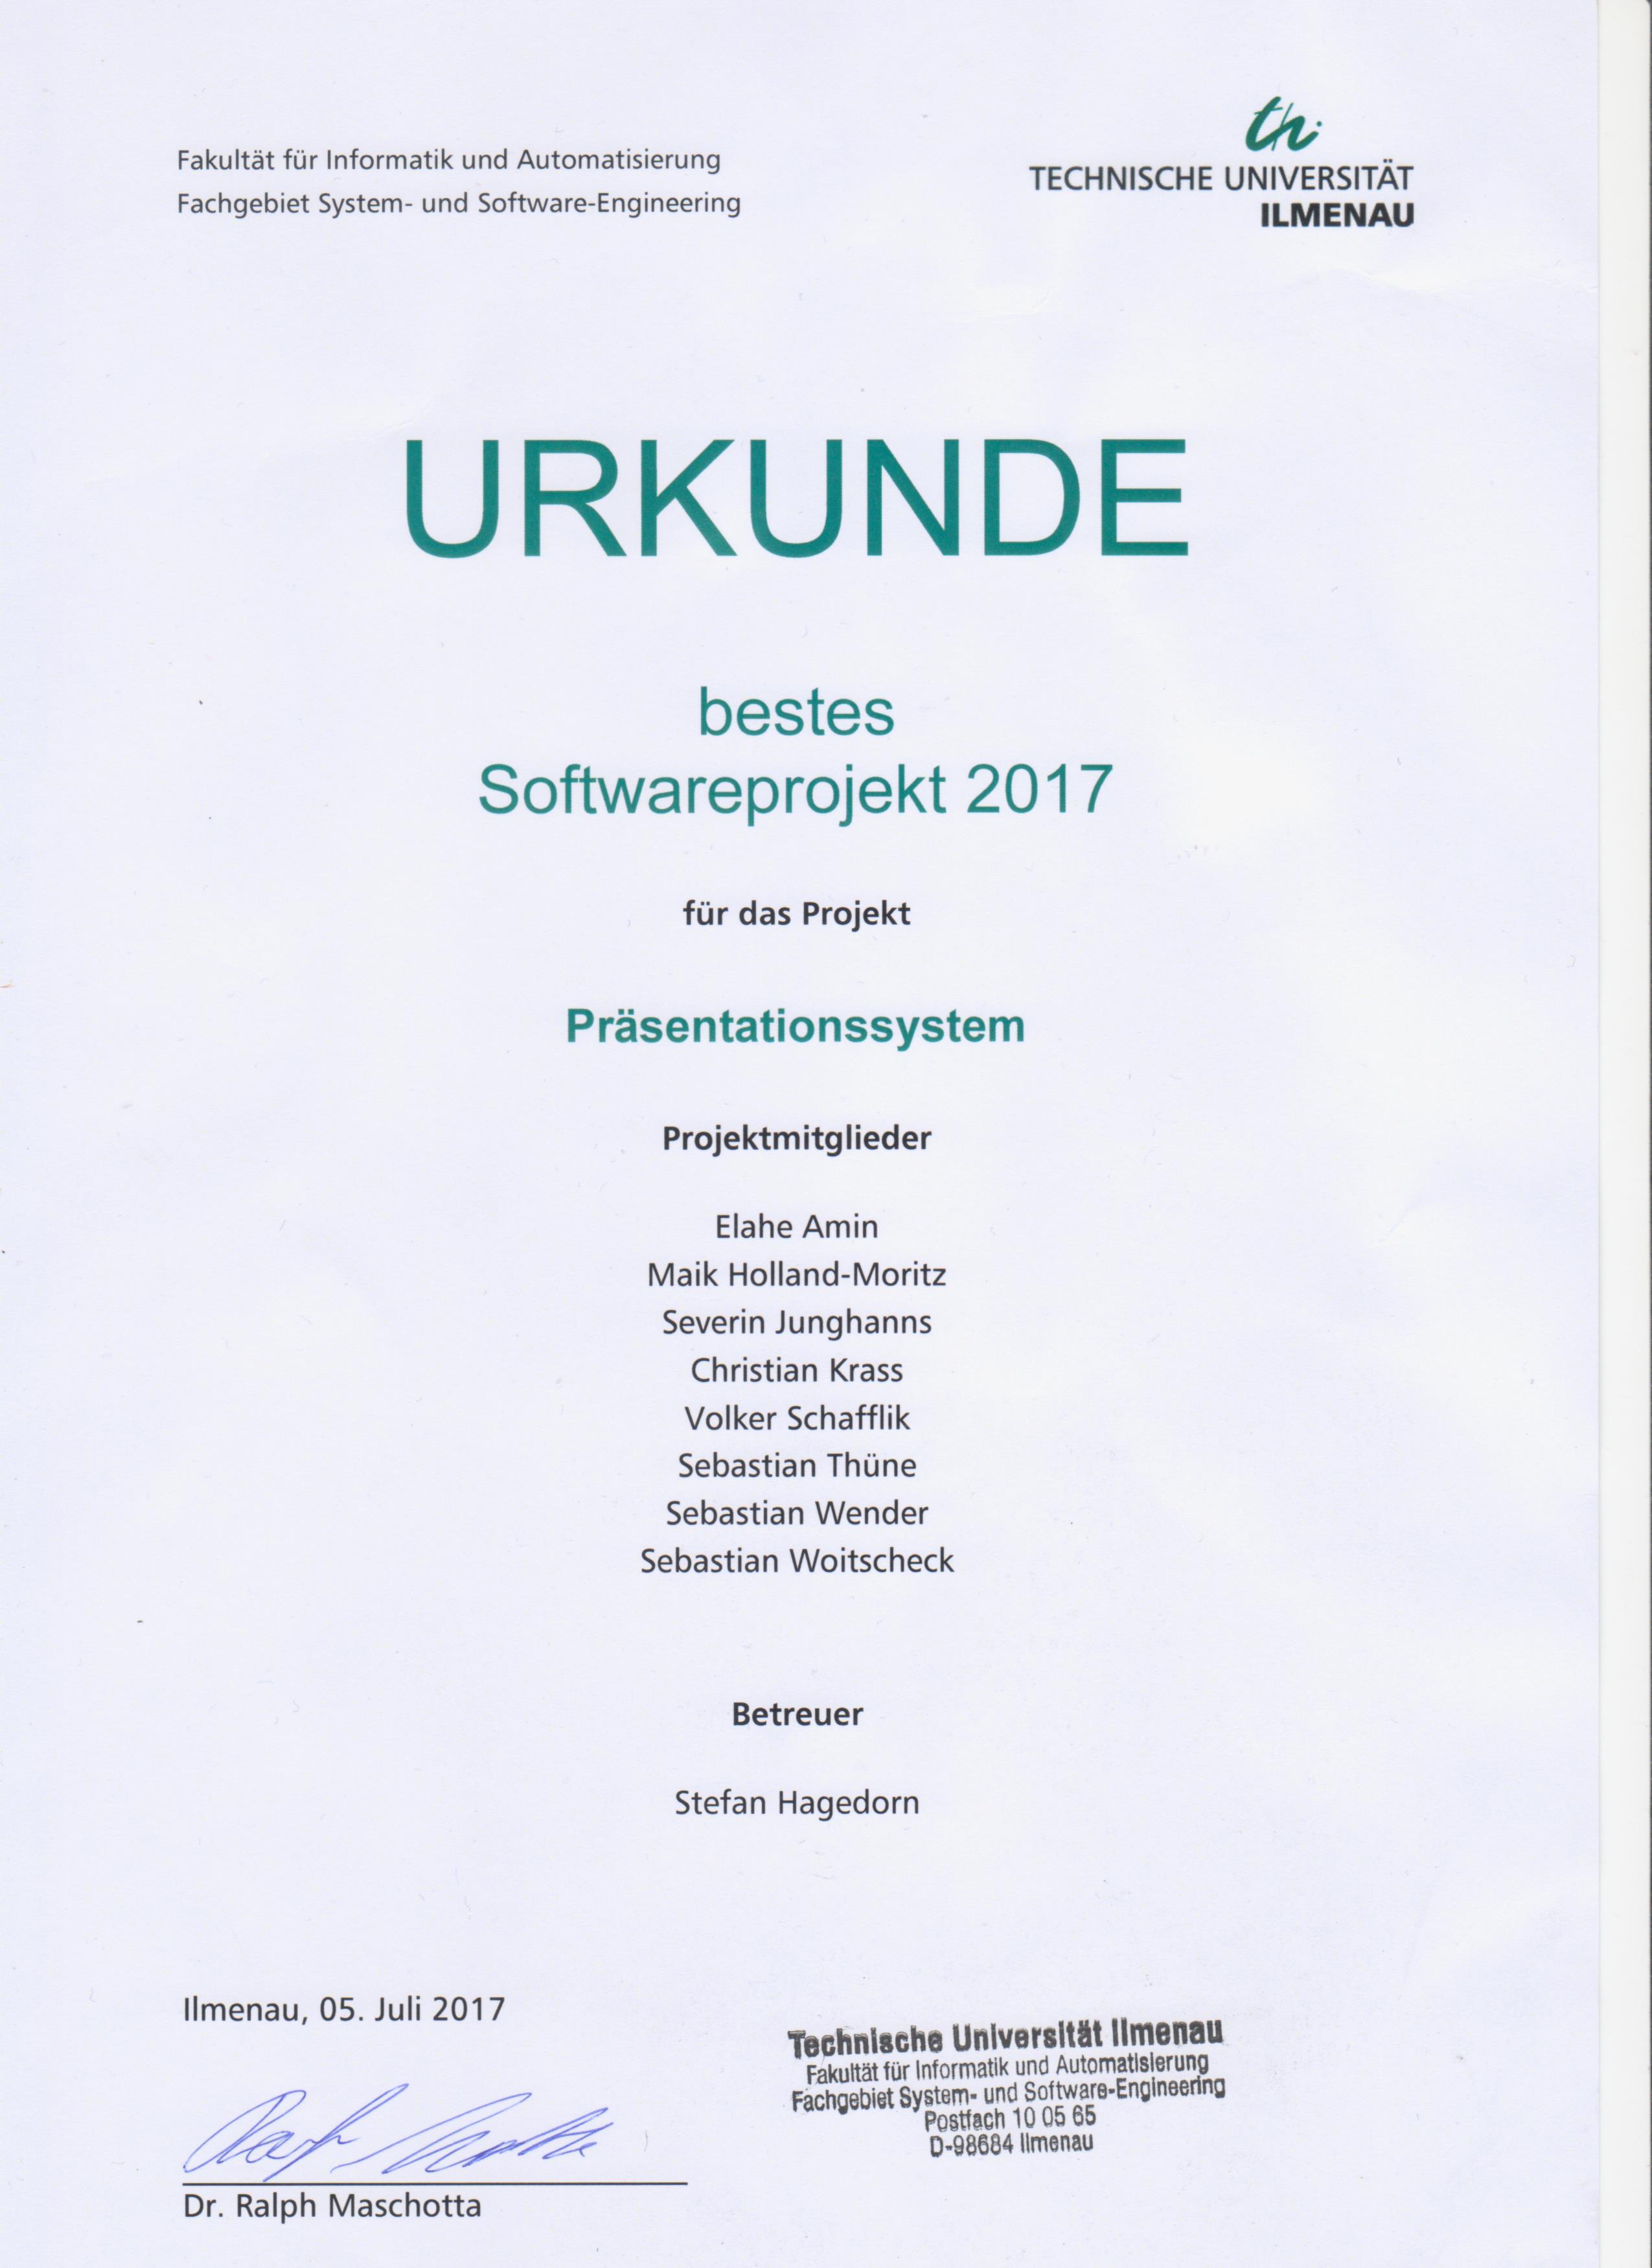 Fakultät für Informatik und Automatisierung
Fachgebiet System- und Software-Engineering
th
TECHNISCHE UNIVERSITÄT
ILMENAU
URKUNDE
bestes
Softwareprojekt 2017
für das Projekt
Präsentationssystem
Projektmitglieder
Elahe Amin
Maik Holland-Moritz
Severin Junghanns
Christian Krass
Volker Schafflik
Sebastian Thüne
Sebastian Wender
Sebastian Woitscheck
Betreuer
Stefan Hagedorn
Ilmenau, 05. Juli 2017
Technische Universität Ilmenau
Fakultät für Informatik und Automatisierung
Fachgebiet System- und Software-Engineering
Postfach 10 05 65
D-98684 Ilmenau
Dr. Ralph Maschotta